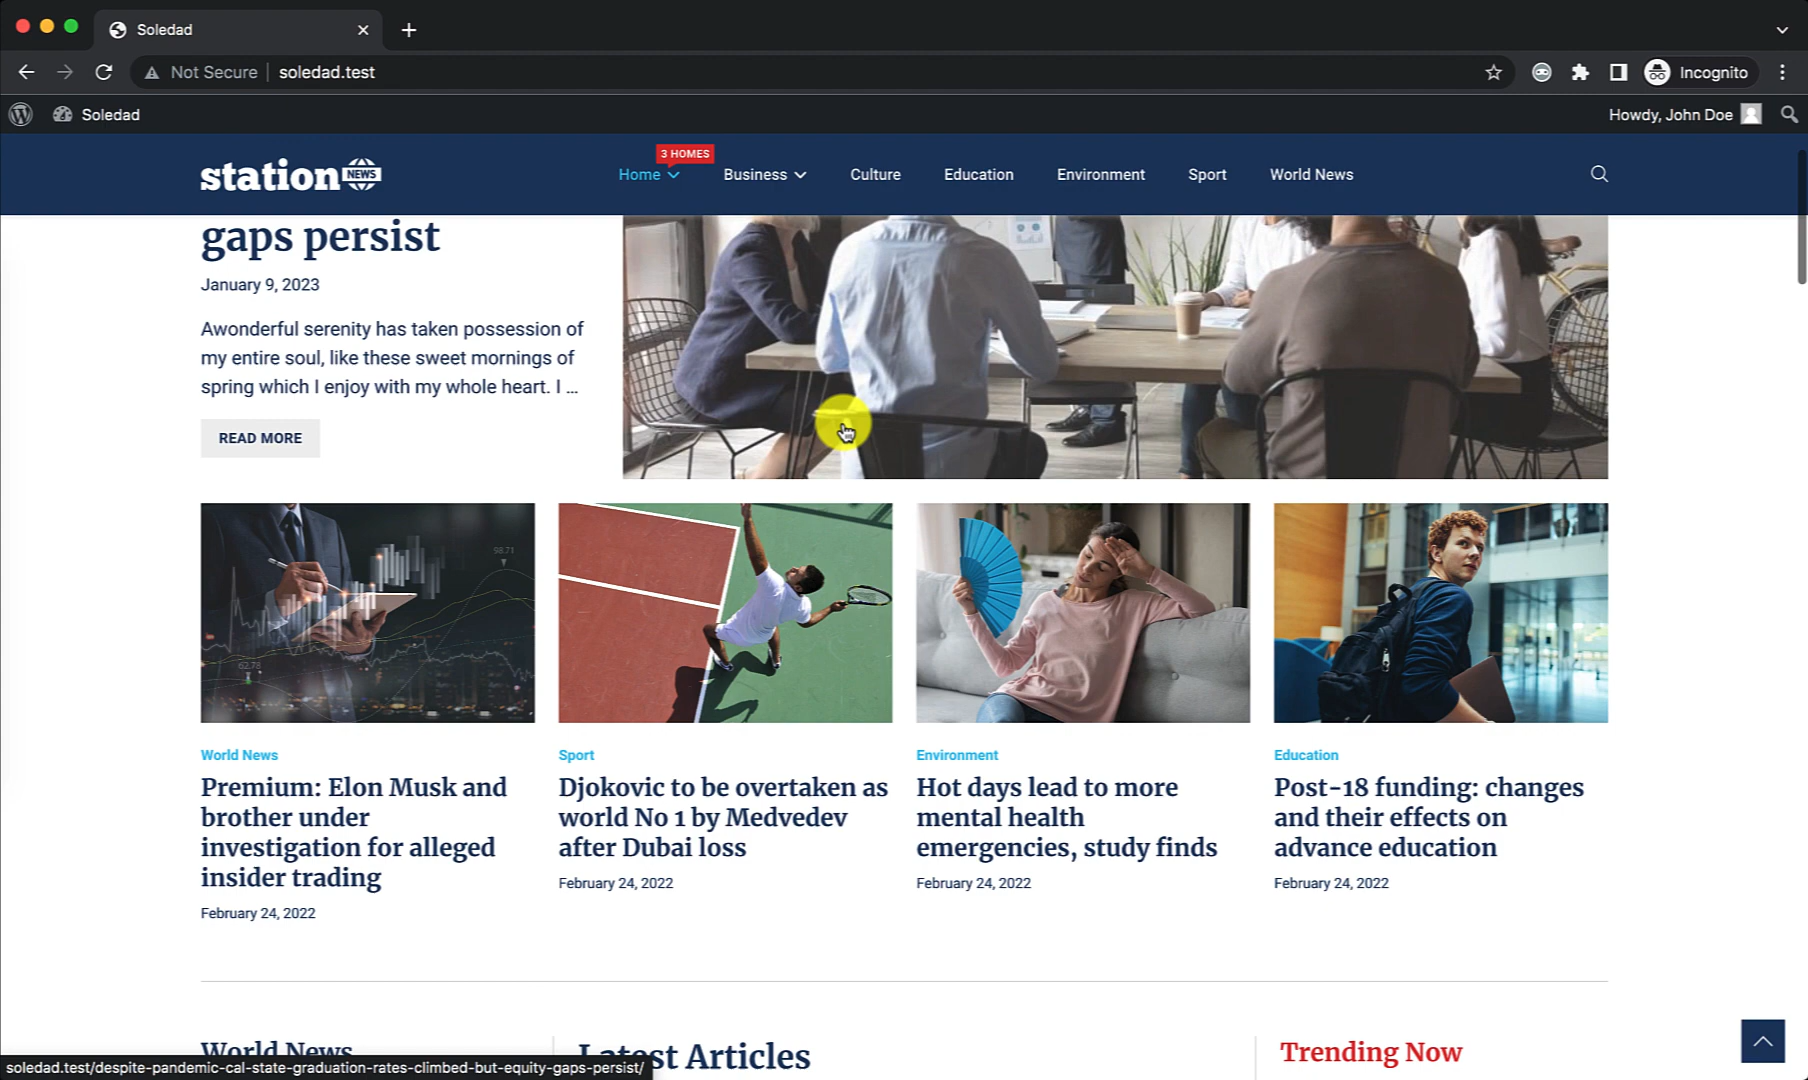 Soledad
Not Secure
soledad.test
Incognito
Soledad
Howdy, John Doe
station NEWS
3 HOMES
Home
Business
Culture
Education
Environment
Sport
World News
gaps persist
January 9, 2023
Awonderful serenity has taken possession of
my entire soul, like these sweet mornings of
spring which I enjoy with my whole heart. I ...
READ MORE
98.71
62.78
World News
Premium: Elon Musk and
brother under
investigation for alleged
insider trading
February 24, 2022
Sport
Djokovic to be overtaken as
world No 1 by Medvedev
after Dubai loss
February 24, 2022
Environment
Hot days lead to more
mental health
emergencies, study finds
February 24, 2022
Education
Post-18 funding: changes
and their effects on
advance education
February 24, 2022
World News
Latest Articles
Trending Now
soledad.test/despite-pandemic-cal-state-graduation-rates-climbed-but-equity-gaps-persist/